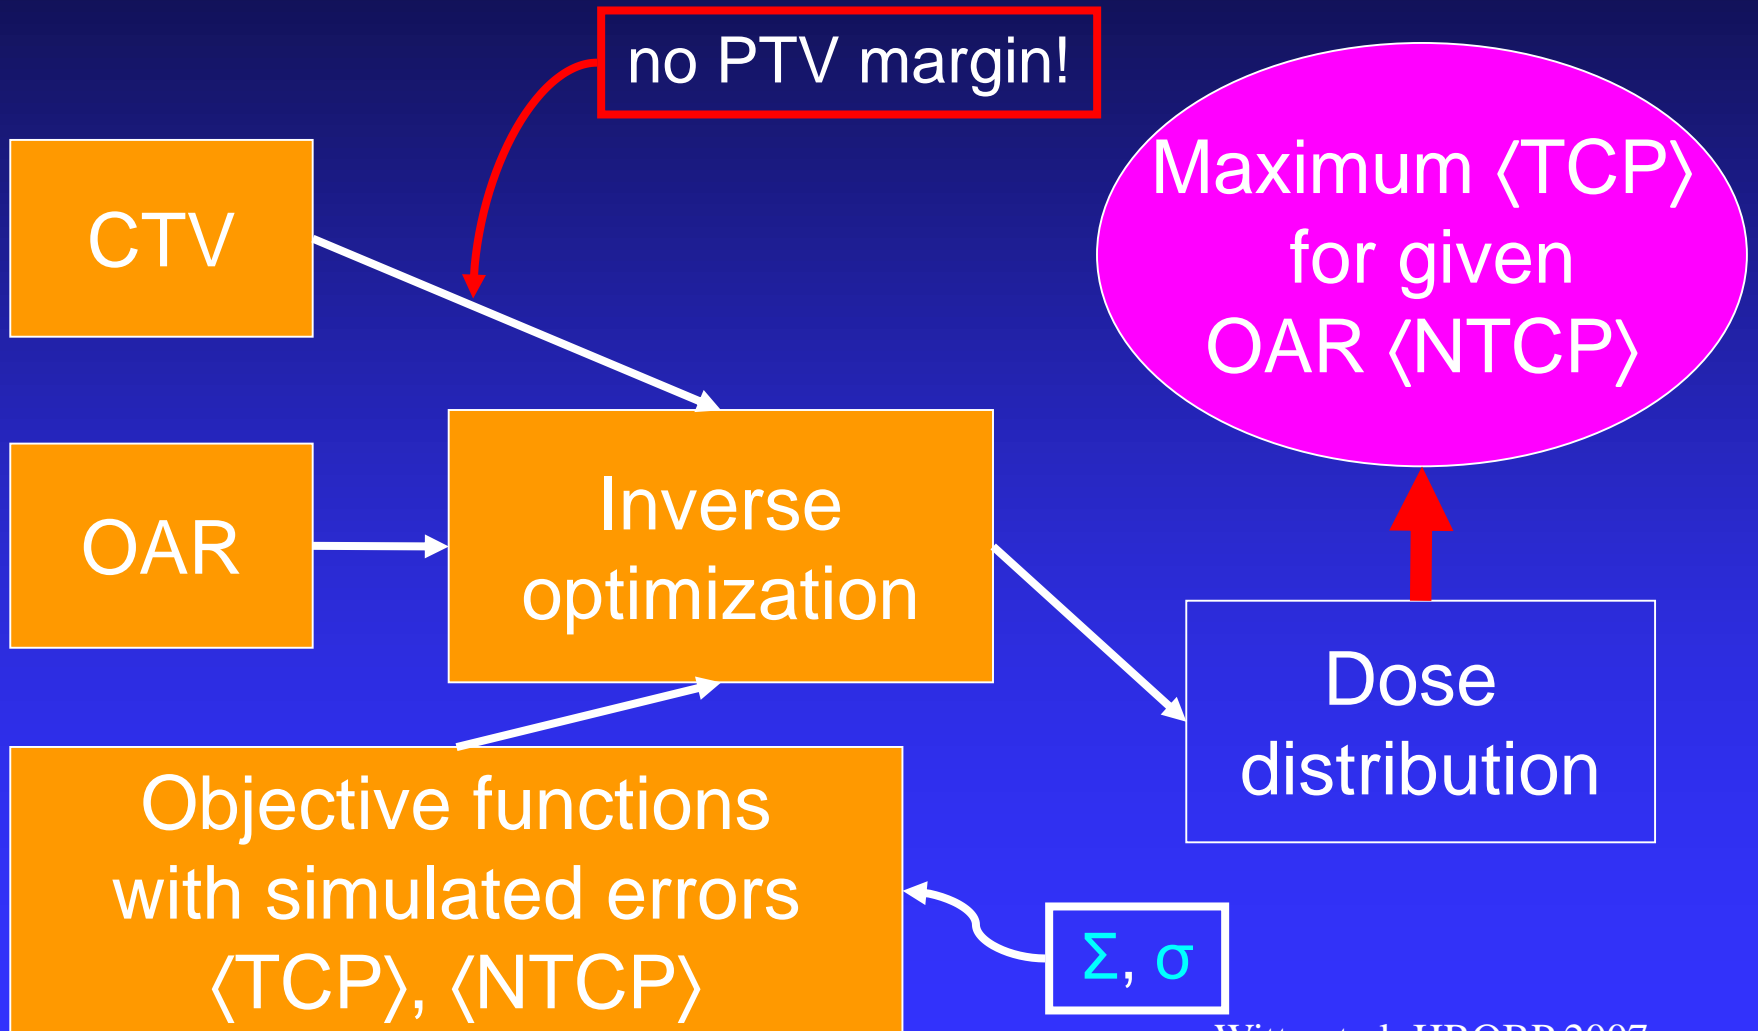 no PTV margin!
CTV
Maximum ⟨TCP⟩
for given
OAR ⟨NTCP⟩
OAR
Inverse
optimization
Dose
distribution
Objective functions
with simulated errors
⟨TCP⟩, ⟨NTCP⟩
Σ, σ
2007